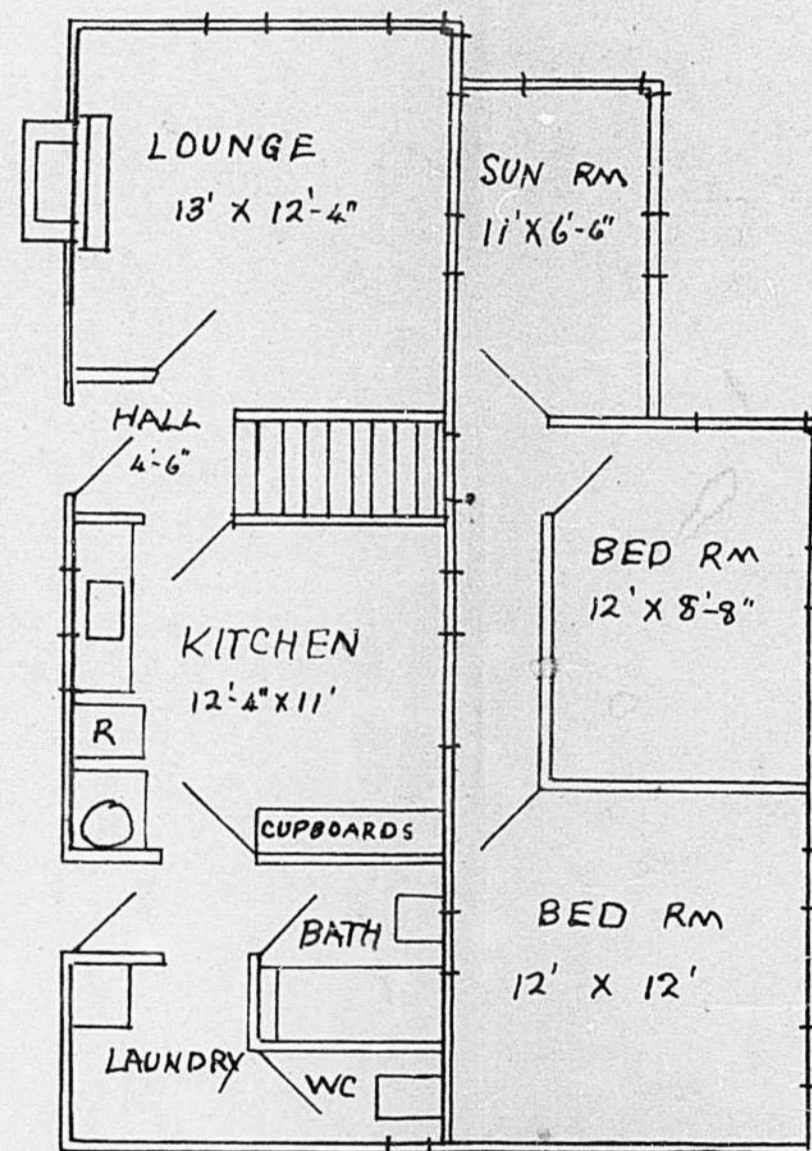 LOUNGE
13' X 12'-4"
SUN RM
11' X 6'-6"
HALL
4'-6"
BED RM
12' X 8'-8"
KITCHEN
12'-4" X 11'
R
CUPBOARDS
BATH
BED RM
12' X 12'
LAUNDRY
WC